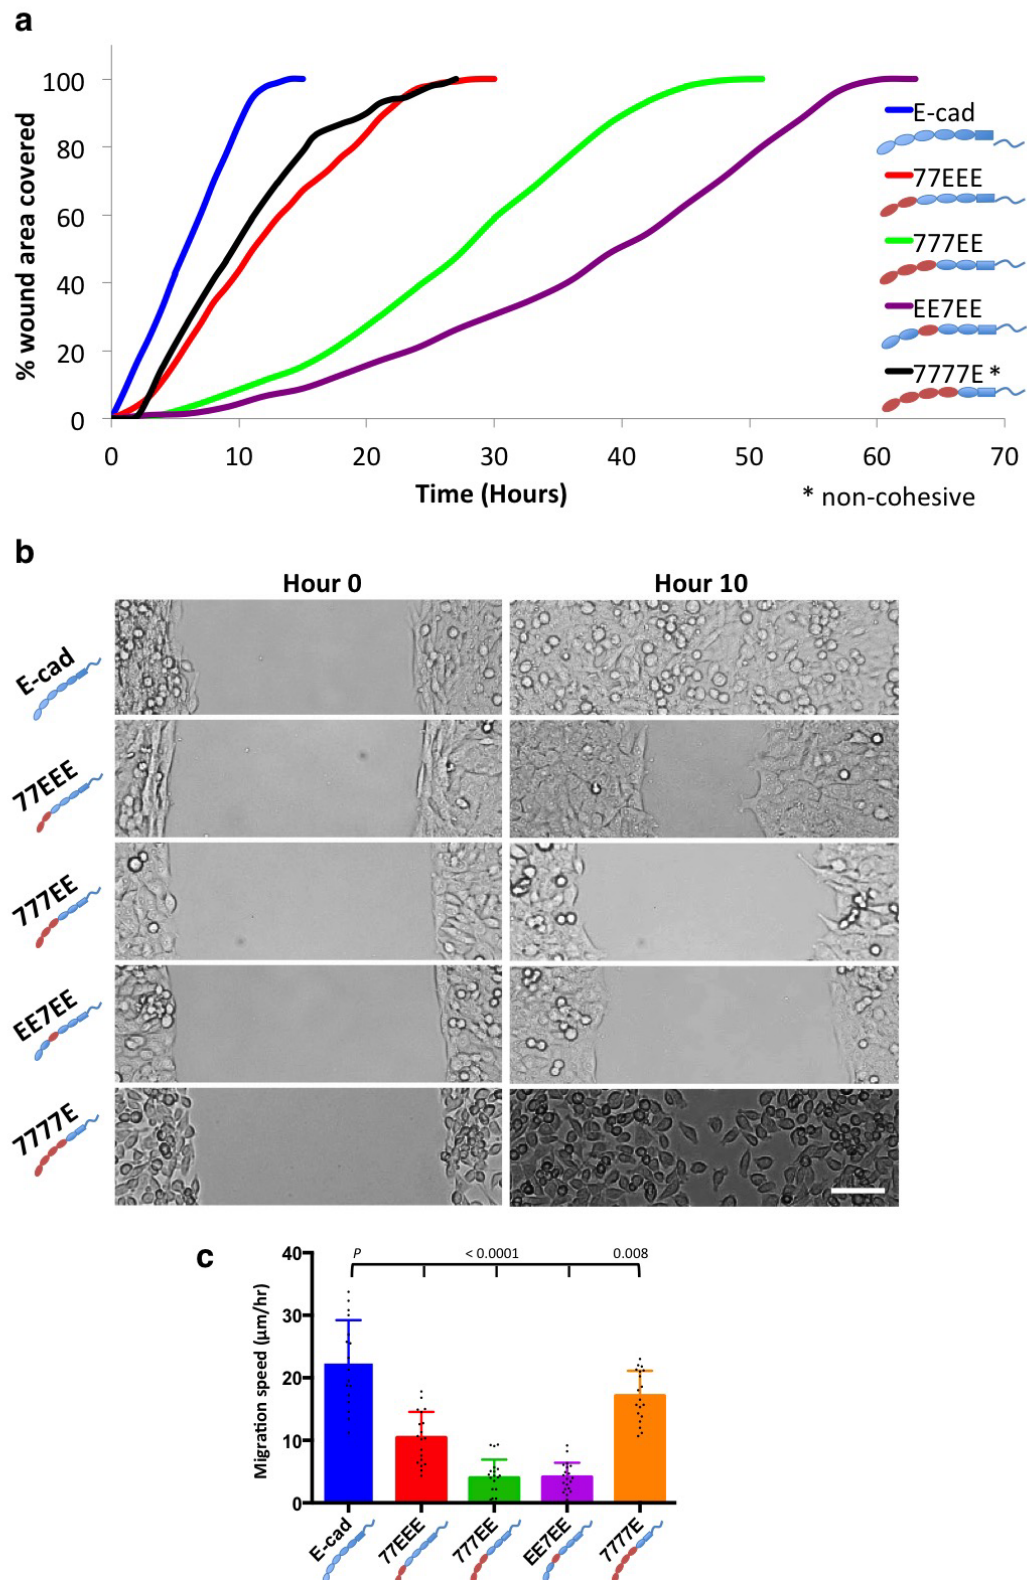 a
% wound area covered
100
80
60
40
20
0
0 10 20 30 40 50 60 70
Time (Hours)
E-cad
77EEE
777EE
EE7EE
7777E *
* non-cohesive
b
Hour 0 Hour 10
E-cad
77EEE
777EE
EE7EE
7777E
c
Migration speed (µm/hr)
40
30
20
10
0
P < 0.0001 0.008
E-cad 77EEE 777EE EE7EE 7777E